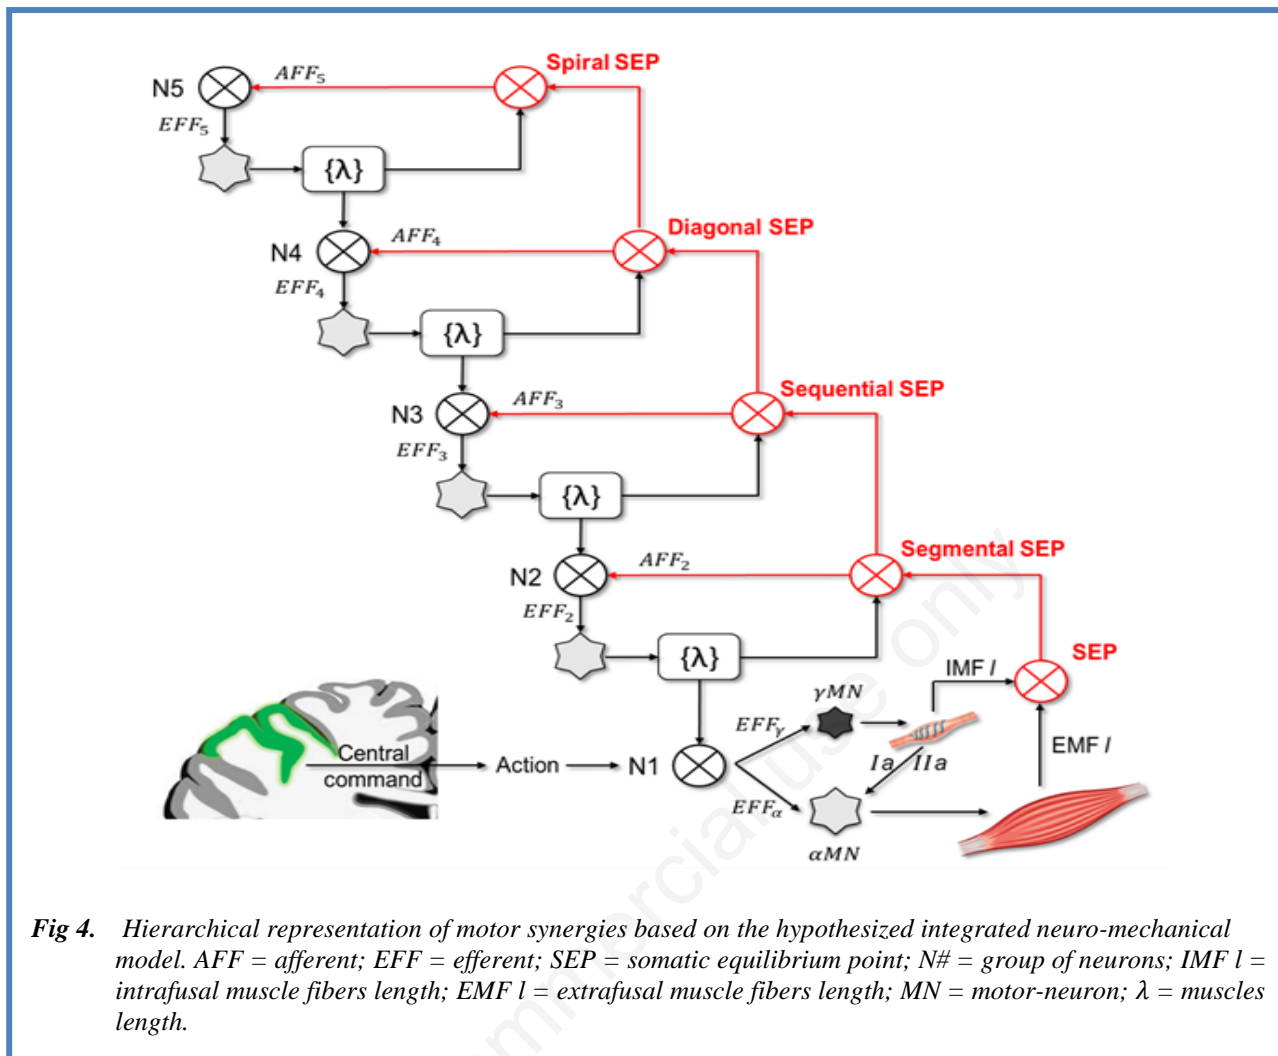 Spiral SEP
N5
AFF₅
EFF₅
{λ}
Diagonal SEP
N4
AFF₄
EFF₄
{λ}
Sequential SEP
N3
AFF₃
EFF₃
{λ}
Segmental SEP
N2
AFF₂
EFF₂
{λ}
SEP
IMF l
γMN
EFFᵧ
EMF l
Ia IIa
Central
command
Action
N1
EFFα
αMN
Fig 4. Hierarchical representation of motor synergies based on the hypothesized integrated neuro-mechanical
model. AFF = afferent; EFF = efferent; SEP = somatic equilibrium point; N# = group of neurons; IMF l =
intrafusal muscle fibers length; EMF l = extrafusal muscle fibers length; MN = motor-neuron; λ = muscles
length.
mmercial use only